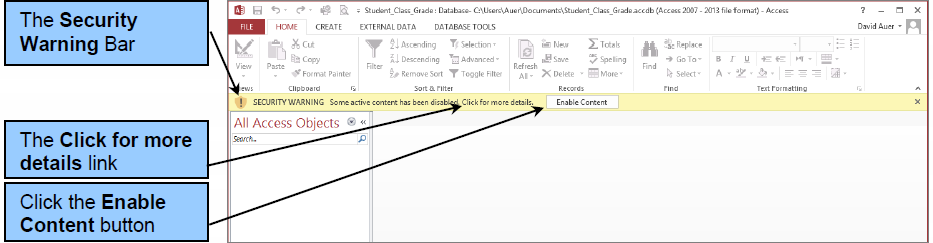 The Security
Warning Bar
The Click for more
details link
Click the Enable
Content button
Student_Class_Grade : Database- C:\Users\Auer\Documents\Student_Class_Grade.accdb (Access 2007 - 2013 file format) - Access
FILE HOME CREATE EXTERNAL DATA DATABASE TOOLS David Auer
View
Views
Paste
Cut
Copy
Format Painter
Clipboard
Filter
Ascending
Descending
Remove Sort
Selection
Advanced
Toggle Filter
Sort & Filter
Refresh
All
New
Save
Delete
Totals
Spelling
More
Records
Find
Replace
Go To
Select
Find
B I U
A
Text Formatting
SECURITY WARNING Some active content has been disabled. Click for more details. Enable Content
All Access Objects
Search..